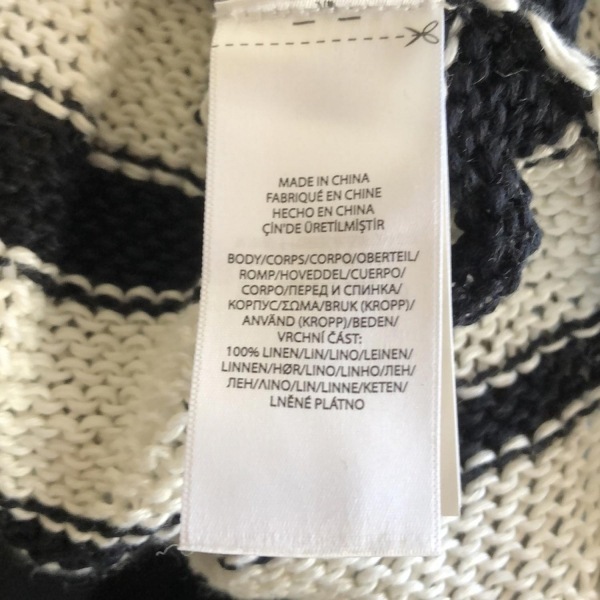 MADE IN CHINA
FABRIQUÉ EN CHINE
HECHO EN CHINA
ÇİN'DE ÜRETİLMİŞTİR
BODY/CORPS/CORPO/OBERTEIL/
ROMP/HOVEDDEL/CUERPO/
CORPO/ПЕРЕД И СПИНКА/
КОРПУС/ΣΩΜΑ/BRUK (KROPP)/
ANVÄND (KROPP)/BEDEN/
VRCHNÍ ČÁST:
100% LINEN/LIN/LINO/LEINEN/
LINNEN/HØR/LINO/LINHO/ЛЕН/
ЛЕН/ΛΙΝΟ/LIN/LINNE/KETEN/
LNĚNÉ PLÁTNO